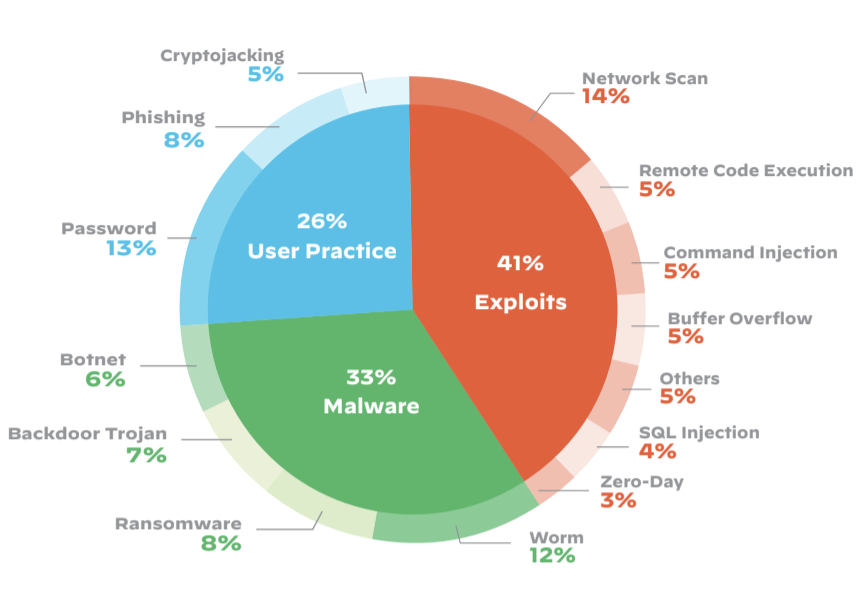 Cryptojacking
5%
Phishing
8%
Password
13%
26%
User Practice
Network Scan
14%
Remote Code Execution
5%
Command Injection
5%
Buffer Overflow
5%
Others
5%
SQL Injection
4%
Zero-Day
3%
41%
Exploits
33%
Malware
Botnet
6%
Backdoor Trojan
7%
Ransomware
8%
Worm
12%